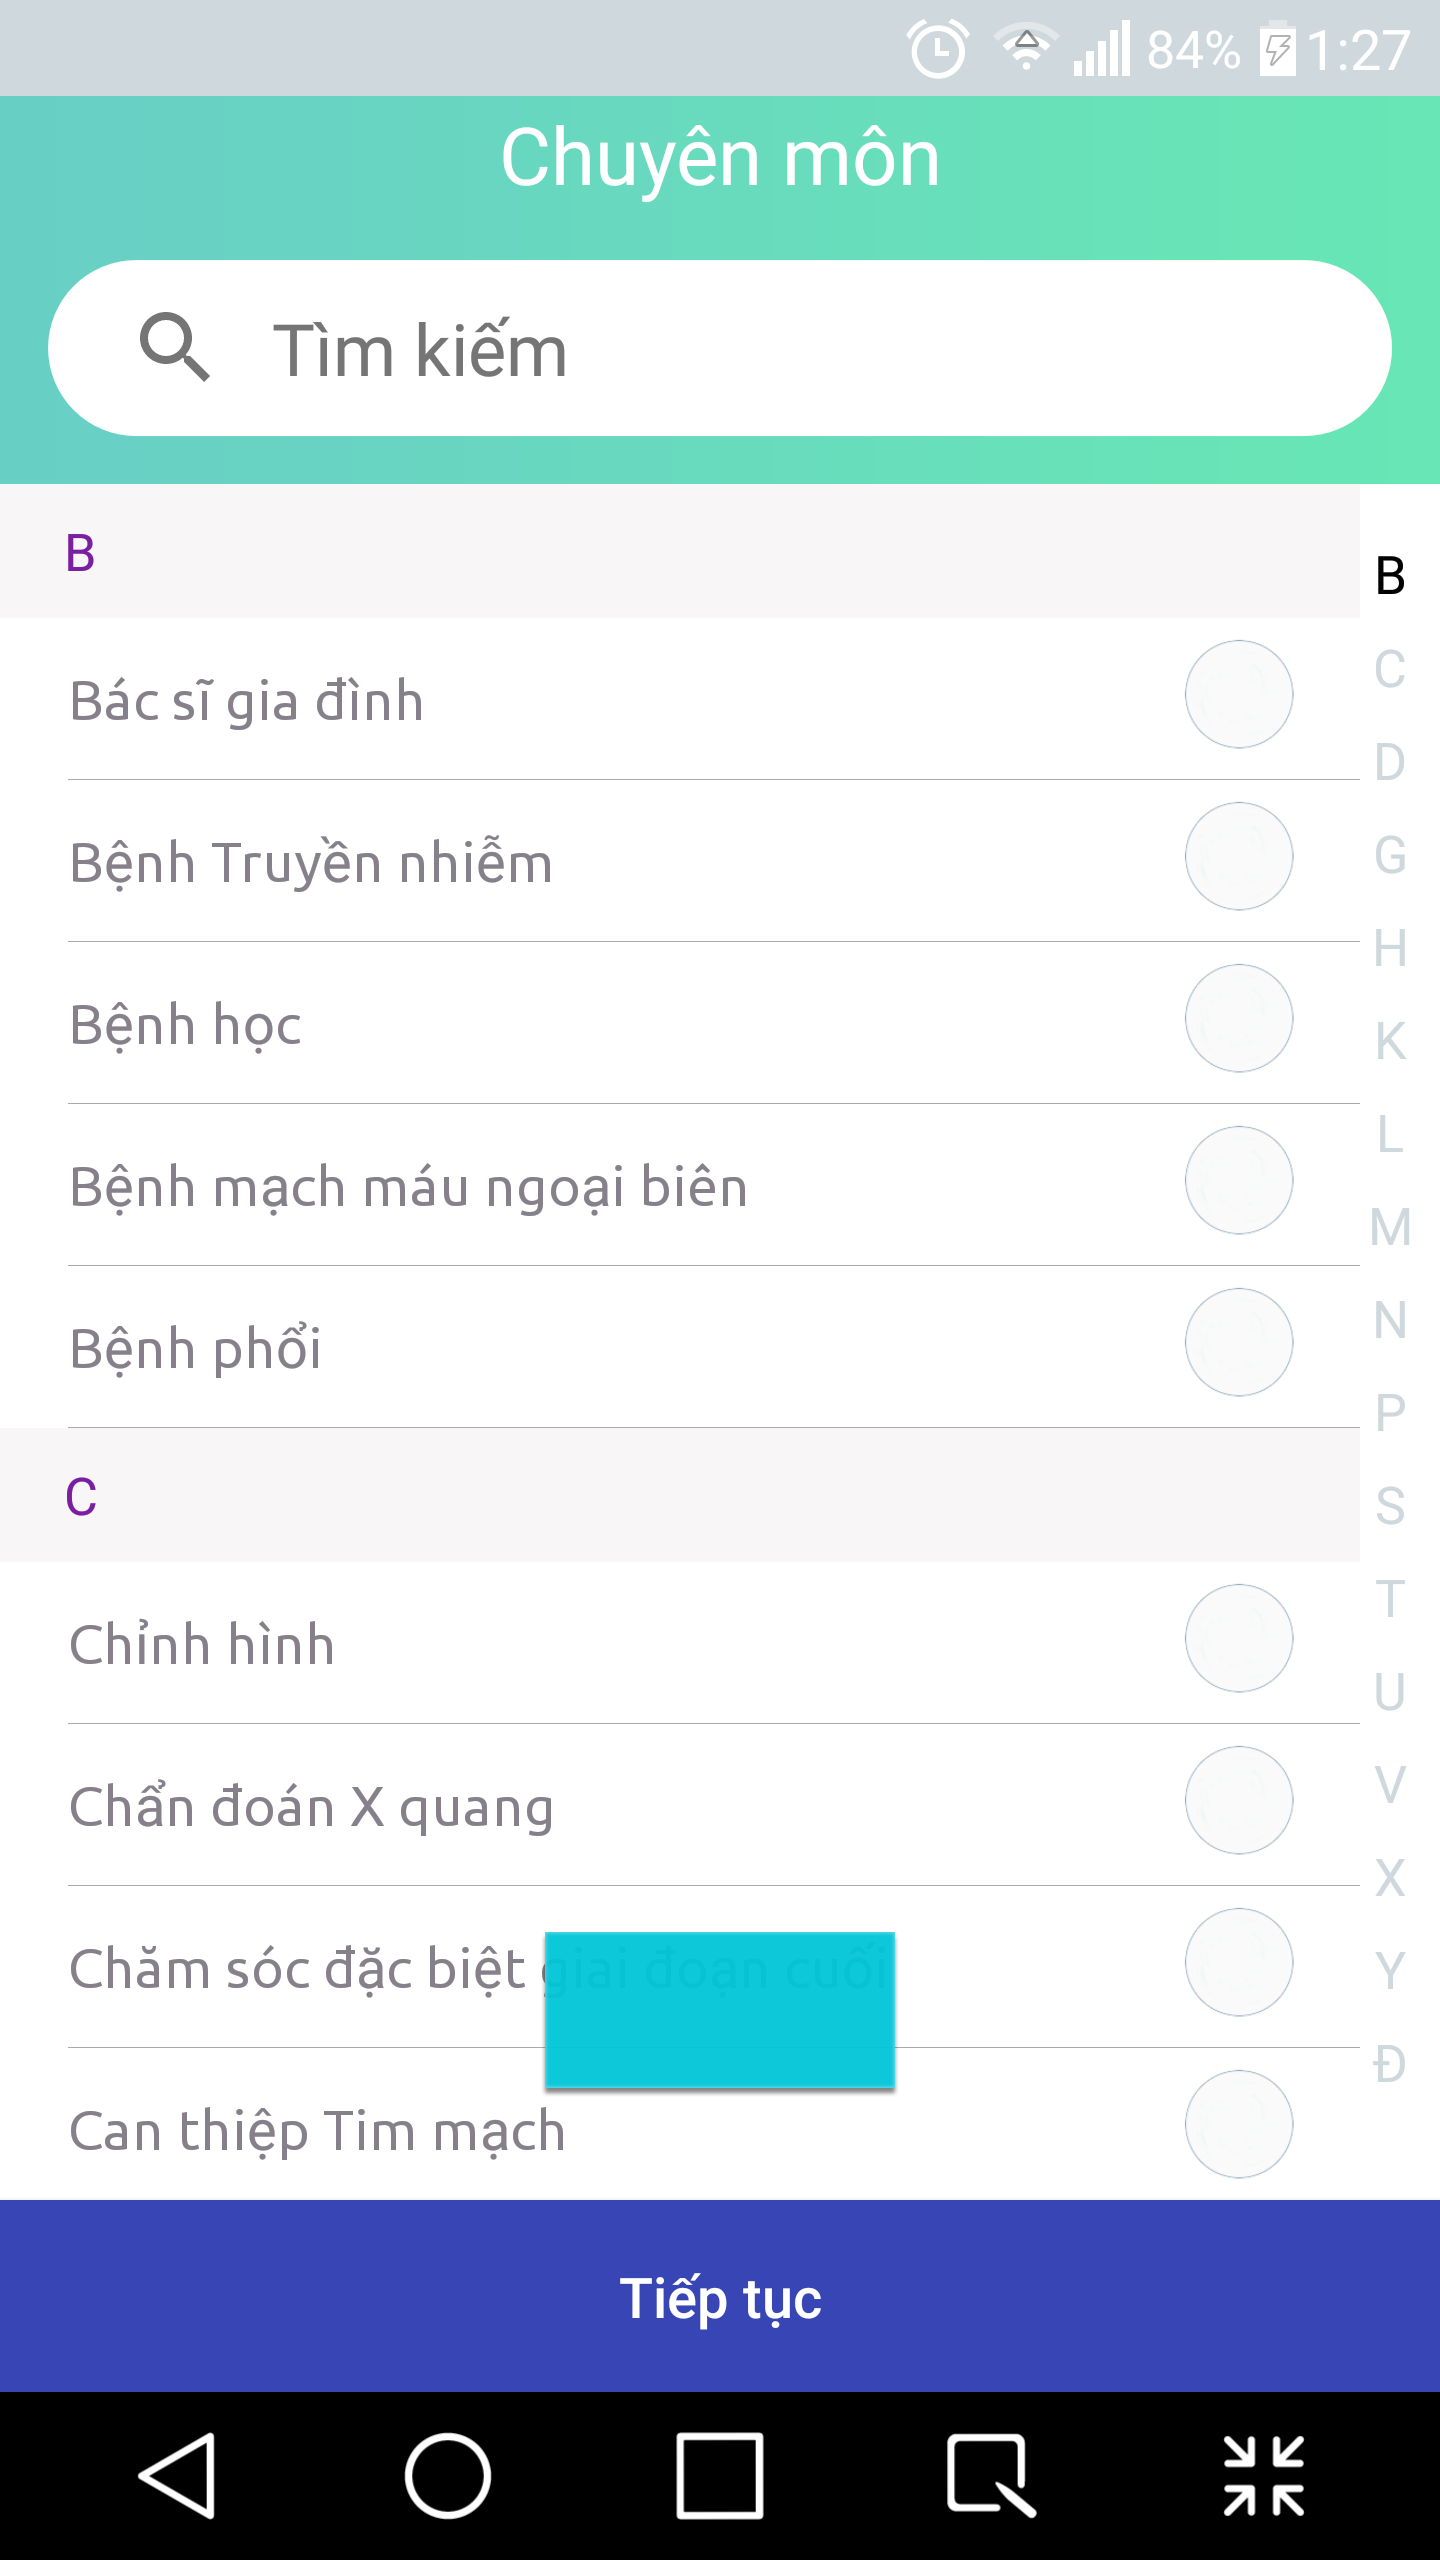 84% 1:27
Chuyên môn
Tìm kiếm
B
Bác sĩ gia đình
Bệnh Truyền nhiễm
Bệnh học
Bệnh mạch máu ngoại biên
Bệnh phổi
C
Chỉnh hình
Chẩn đoán X quang
Chăm sóc đặc biệt giai đoạn cuối
Can thiệp Tim mạch
B
C
D
G
H
K
L
M
N
P
S
T
U
V
X
Y
Đ
Tiếp tục